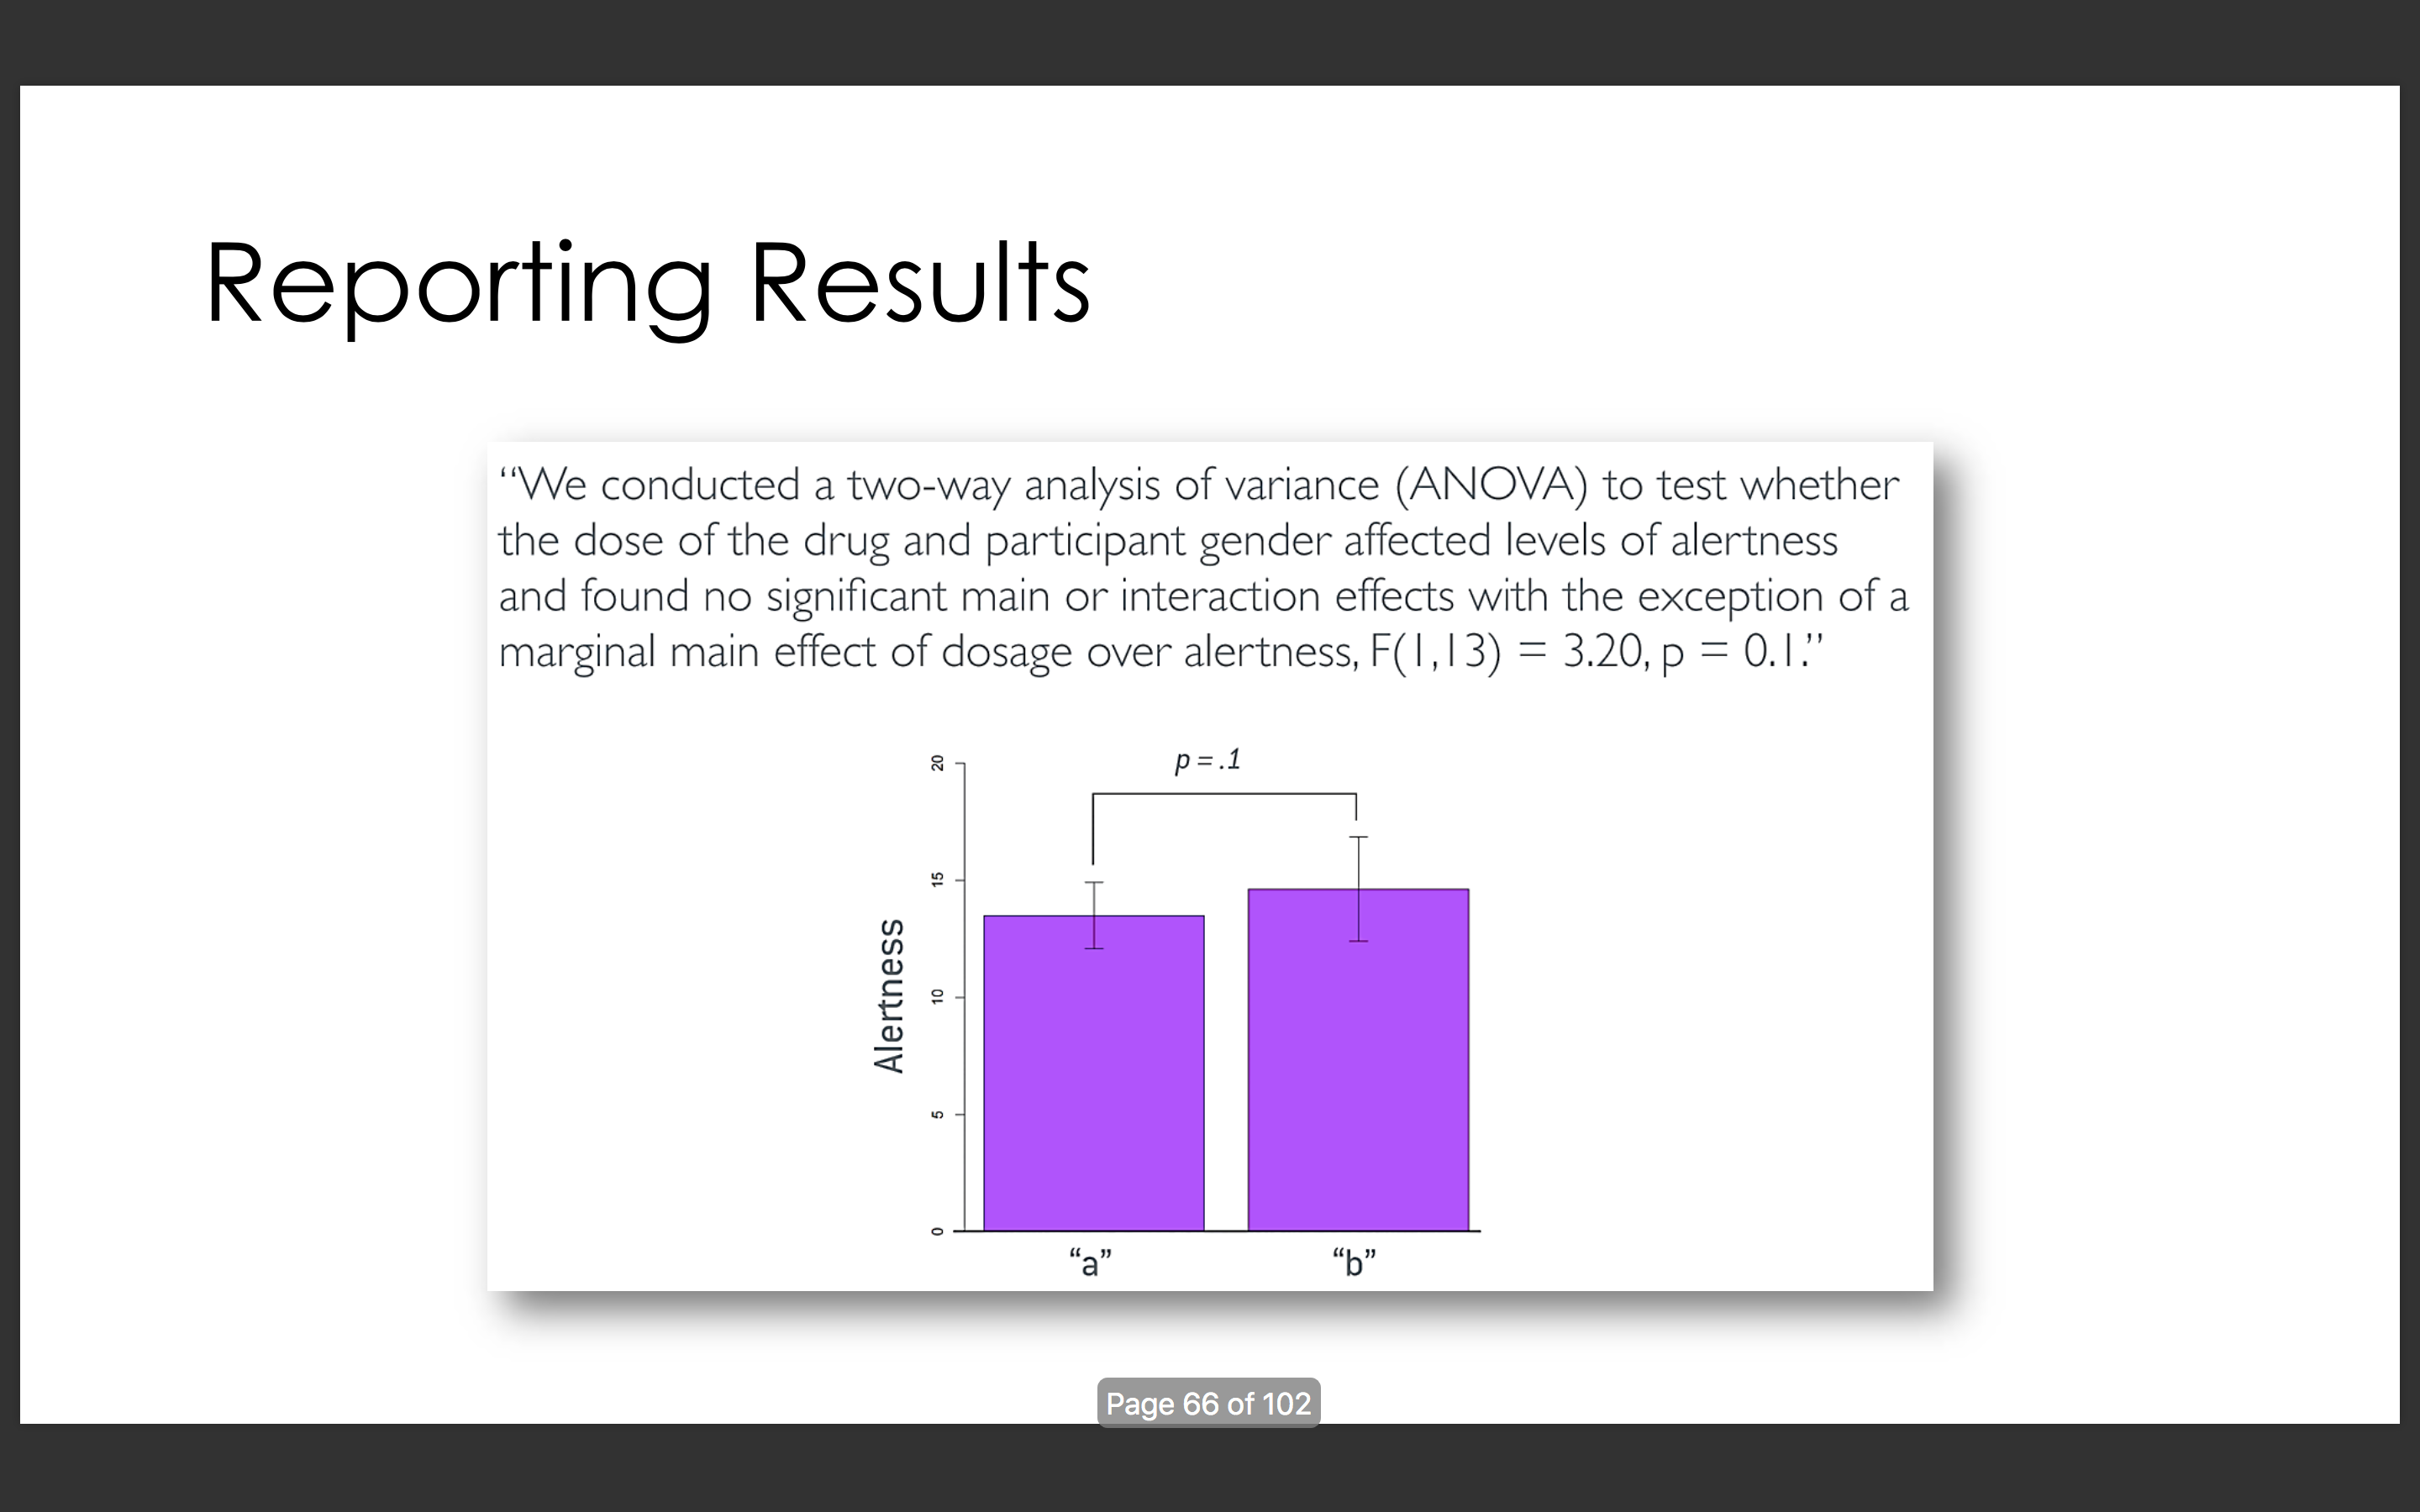 Reporting Results
“We conducted a two-way analysis of variance (ANOVA) to test whether
the dose of the drug and participant gender affected levels of alertness
and found no significant main or interaction effects with the exception of a
marginal main effect of dosage over alertness, F(1,13) = 3.20, p = 0.1.”
p = .1
20
15
10
5
0
Alertness
“a” “b”
Page 66 of 102